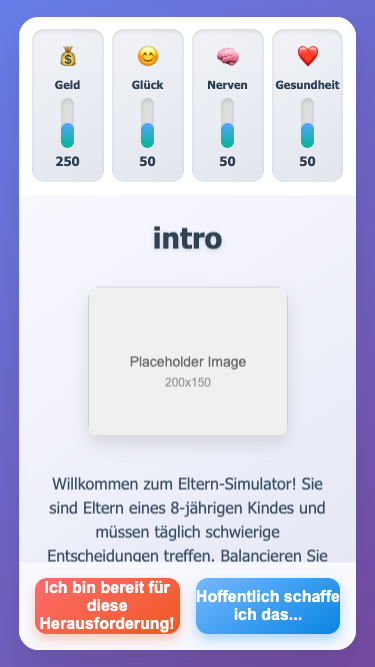 Geld
Glück
Nerven
Gesundheit
250
50
50
50
intro
Placeholder Image
200x150
Willkommen zum Eltern-Simulator! Sie
sind Eltern eines 8-jährigen Kindes und
müssen täglich schwierige
Entscheidungen treffen. Balancieren Sie
Ich bin bereit für
diese
Herausforderung!
Hoffentlich schaffe
ich das...